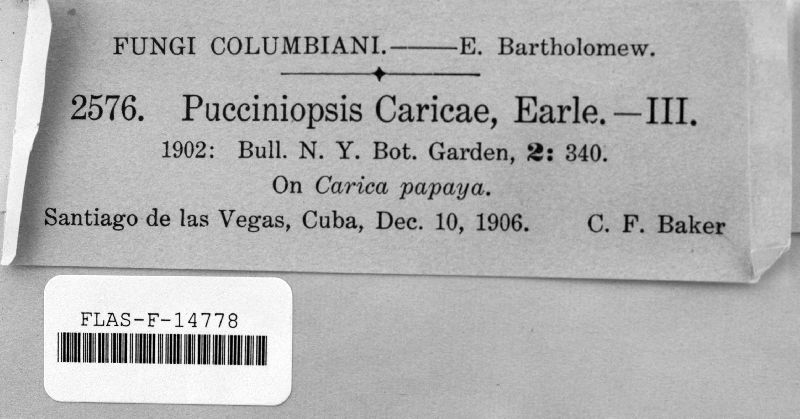 FUNGI COLUMBIANI.——E. Bartholomew.
2576. Pucciniopsis Caricae, Earle.—III.
1902: Bull. N. Y. Bot. Garden, 2: 340.
On Carica papaya.
Santiago de las Vegas, Cuba, Dec. 10, 1906. C. F. Baker
FLAS-F-14778